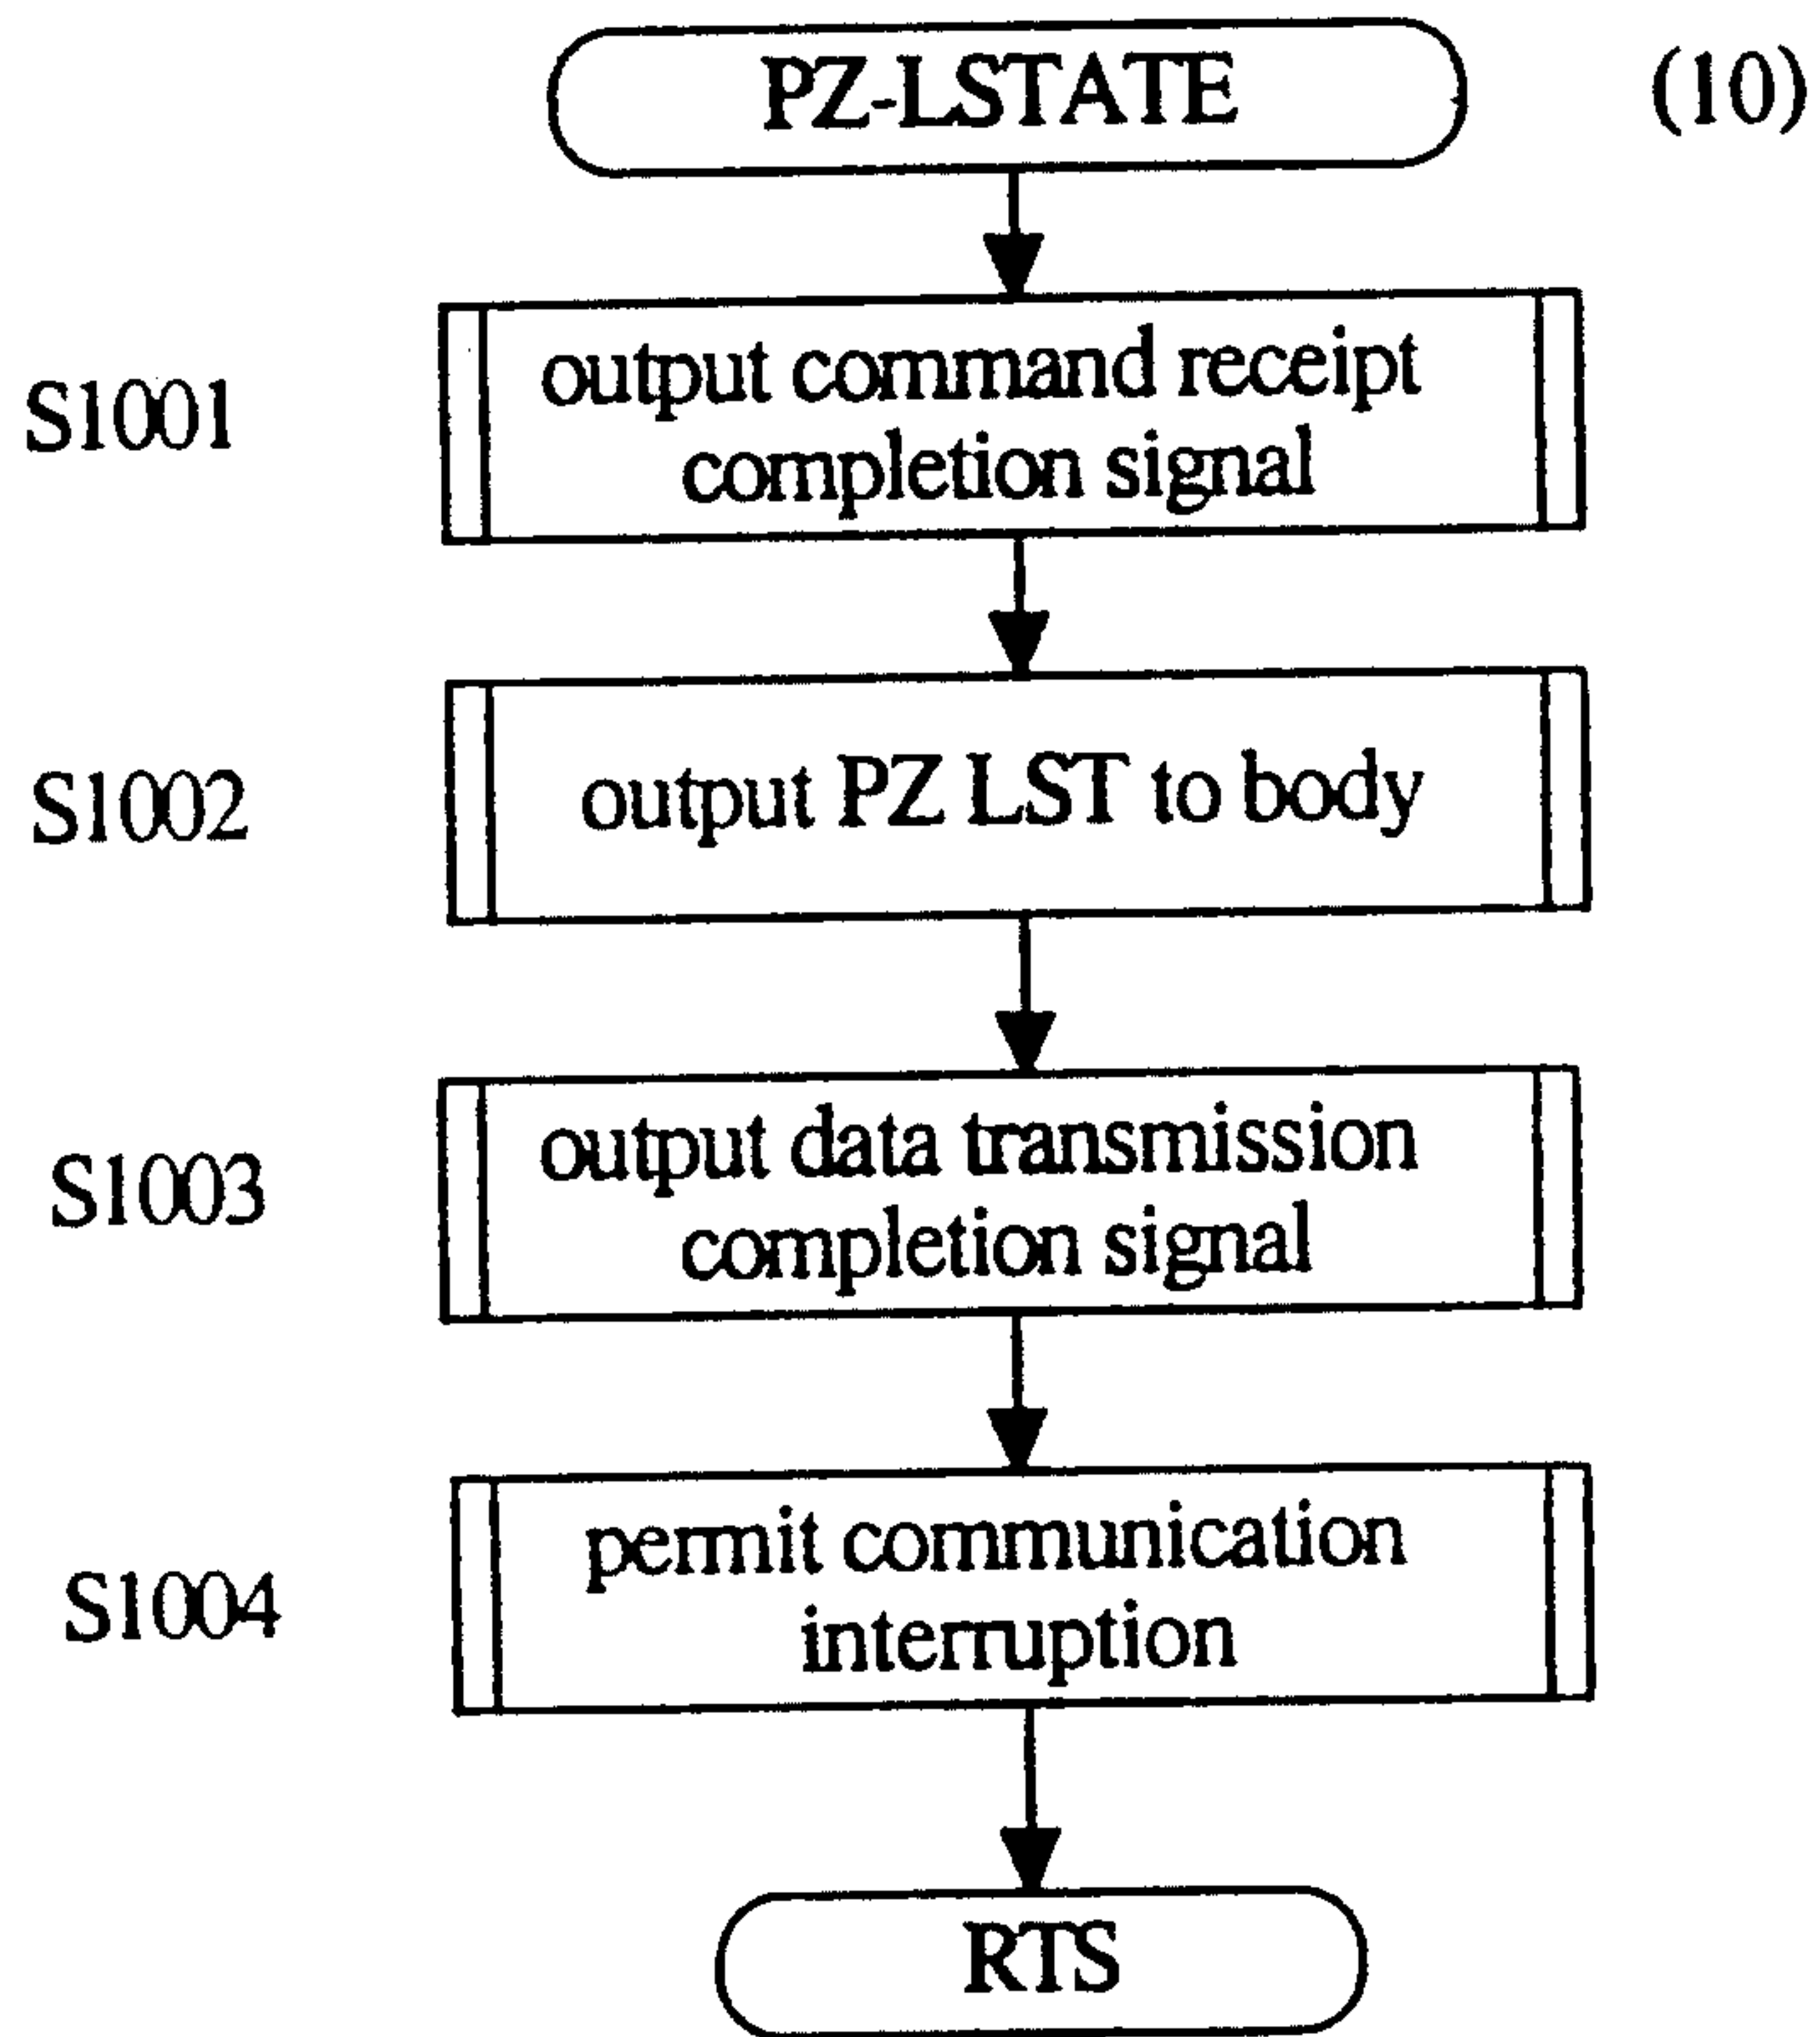 PZ-LSTATE
(10)
S1001
output command receipt
completion signal
S1002
output PZ LST to body
S1003
output data transmission
completion signal
S1004
permit communication
interruption
RTS